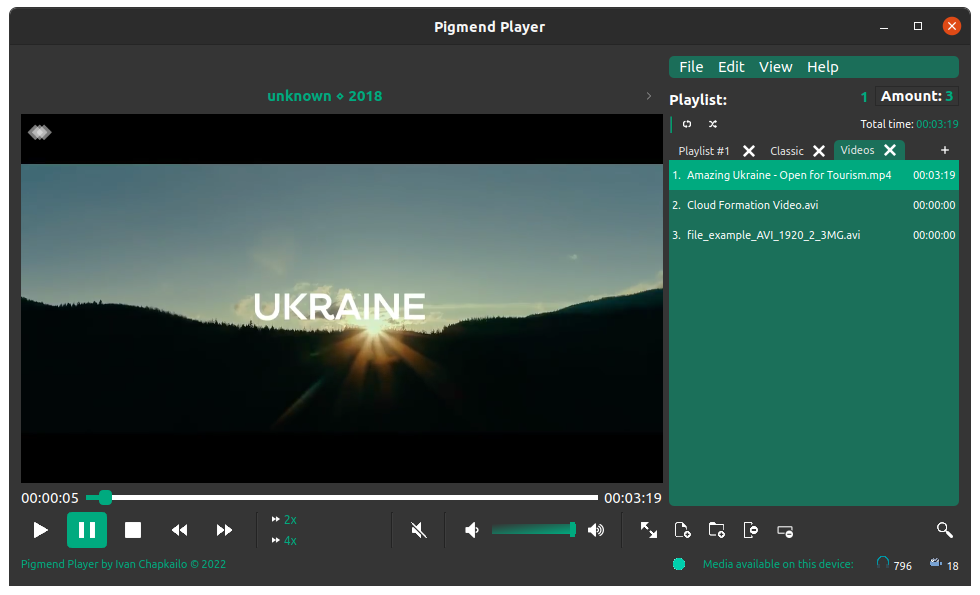 Pigmend Player
File Edit View Help
unknown ⋄ 2018
Playlist:
1 Amount: 3
Total time: 00:03:19
Playlist #1 Classic Videos +
1. Amazing Ukraine - Open for Tourism.mp4 00:03:19
2. Cloud Formation Video.avi 00:00:00
3. file_example_AVI_1920_2_3MG.avi 00:00:00
UKRAINE
00:00:05 00:03:19
2x
4x
Pigmend Player by Ivan Chapkailo © 2022
Media available on this device: 796 18